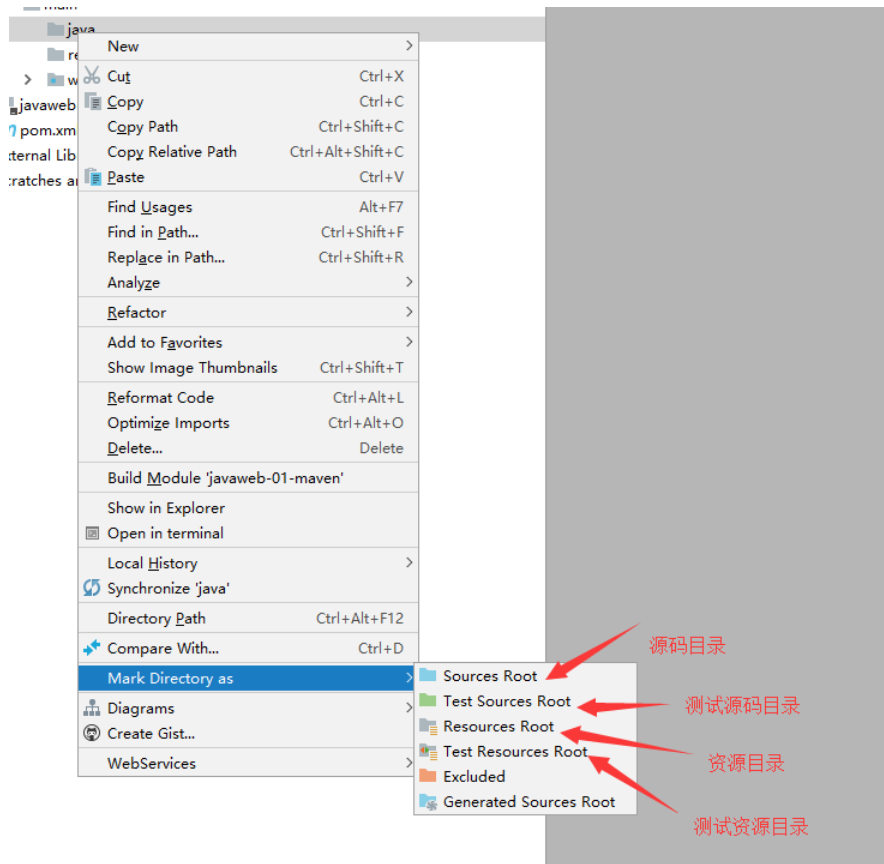 main
java
New
re
Cut Ctrl+X
w
Copy Ctrl+C
javaweb
Copy Path Ctrl+Shift+C
pom.xm
Copy Relative Path Ctrl+Alt+Shift+C
ternal Lib
Paste Ctrl+V
ratches a
Find Usages Alt+F7
Find in Path... Ctrl+Shift+F
Replace in Path... Ctrl+Shift+R
Analyze
Refactor
Add to Favorites
Show Image Thumbnails Ctrl+Shift+T
Reformat Code Ctrl+Alt+L
Optimize Imports Ctrl+Alt+O
Delete... Delete
Build Module 'javaweb-01-maven'
Show in Explorer
Open in terminal
Local History
Synchronize 'java'
Directory Path Ctrl+Alt+F12
Compare With... Ctrl+D
源码目录
Mark Directory as
Sources Root
Test Sources Root
测试源码目录
Diagrams
Resources Root
Create Gist...
Test Resources Root
资源目录
WebServices
Excluded
Generated Sources Root
测试资源目录